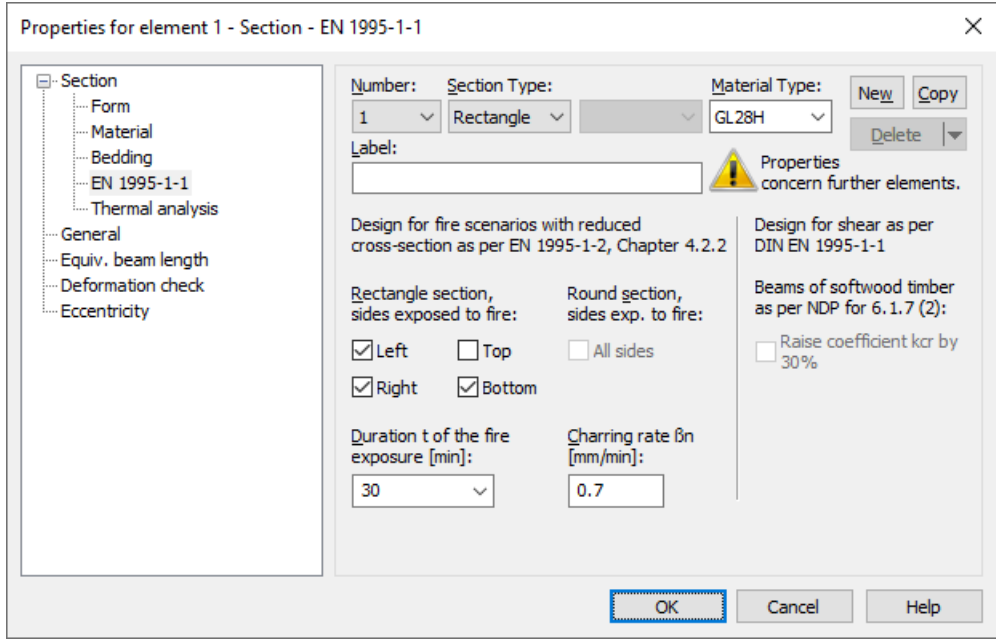 Properties for element 1 - Section - EN 1995-1-1
Section
Form
Material
Bedding
EN 1995-1-1
Thermal analysis
General
Equiv. beam length
Deformation check
Eccentricity
Number:
Section Type:
Material Type:
1
Rectangle
GL28H
New
Copy
Delete
Label:
Properties
concern further elements.
Design for fire scenarios with reduced
cross-section as per EN 1995-1-2, Chapter 4.2.2
Rectangle section,
sides exposed to fire:
Left
Top
Right
Bottom
Round section,
sides exp. to fire:
All sides
Duration t of the fire
exposure [min]:
30
Charring rate ßn
[mm/min]:
0.7
Design for shear as per
DIN EN 1995-1-1
Beams of softwood timber
as per NDP for 6.1.7 (2):
Raise coefficient kcr by
30%
OK
Cancel
Help